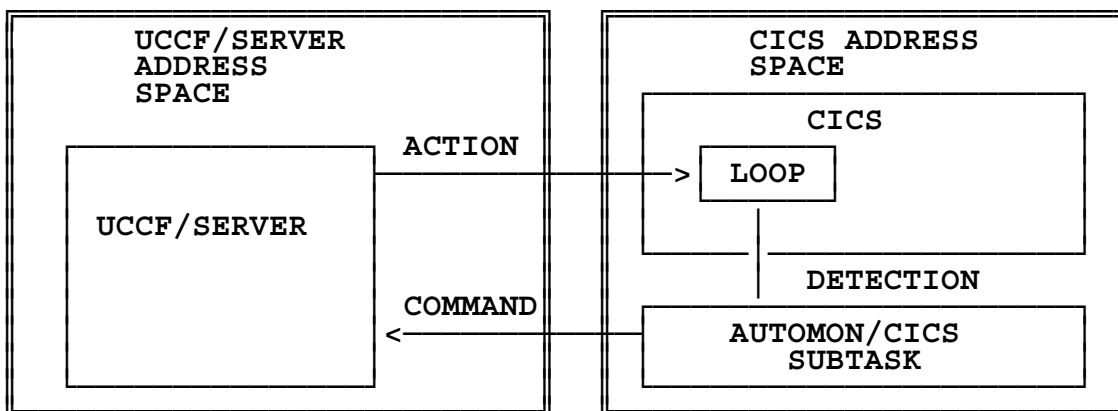 UCCF/SERVER
ADDRESS
SPACE
CICS ADDRESS
SPACE
CICS
ACTION
LOOP
UCCF/SERVER
DETECTION
COMMAND
AUTOMON/CICS
SUBTASK